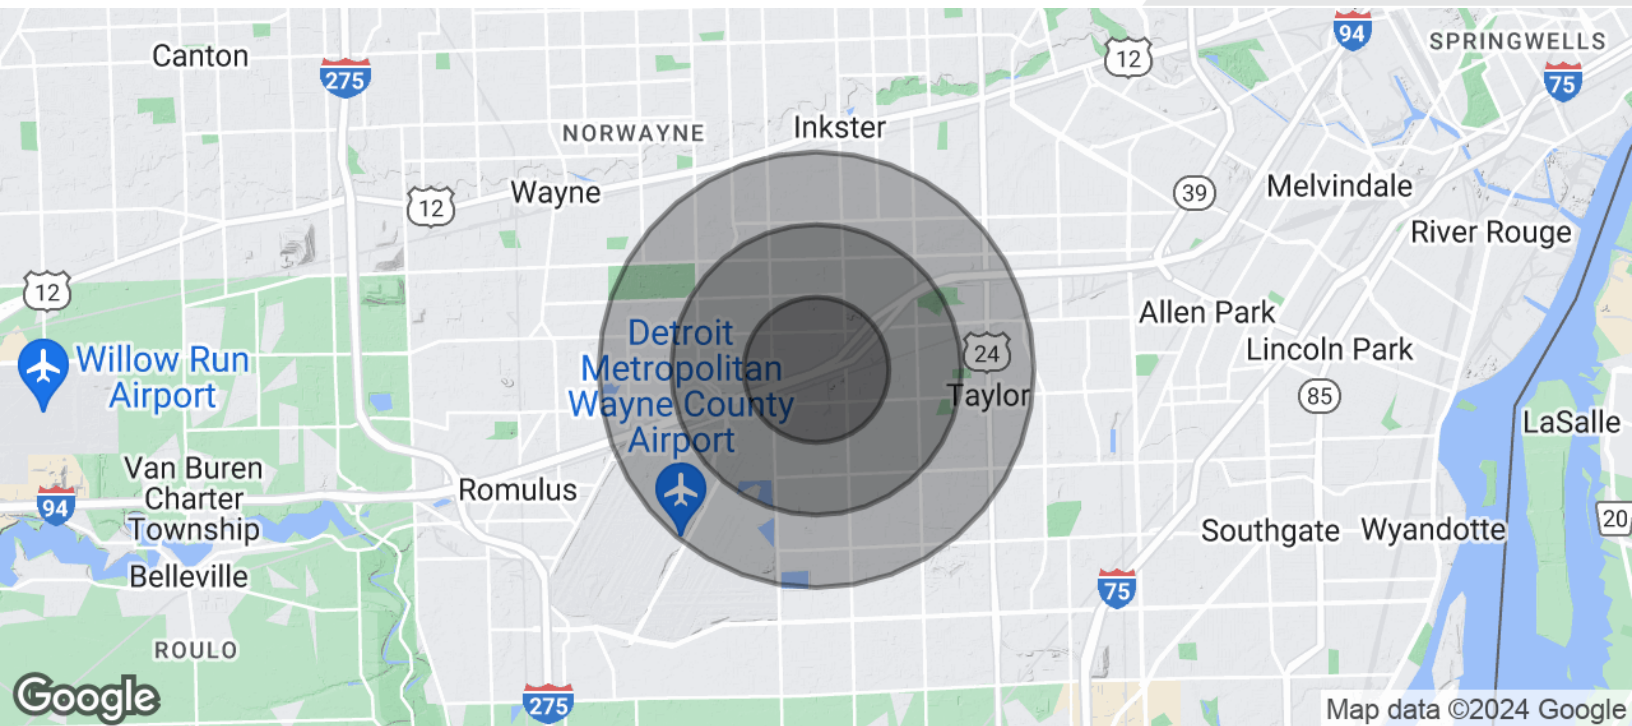 94
SPRINGWELLS
Canton
12
275
75
NORWAYNE
Inkster
Melvindale
Wayne
39
12
River Rouge
12
Allen Park
Detroit
Metropolitan
Wayne County
Airport
Willow Run
Airport
24
Lincoln Park
Taylor
85
LaSalle
Van Buren
Charter
Township
Romulus
94
20
Southgate
Wyandotte
Belleville
75
ROULO
Google
275
Map data ©2024 Google